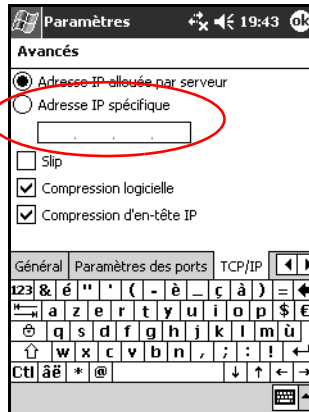 Paramètres 19:43 ok
Avancés
Adresse IP allouée par serveur
Adresse IP spécifique
. . .
Slip
Compression logicielle
Compression d'en-tête IP
Général Paramètres des ports TCP/IP
123 & é " ' ( - è _ ç à ) =
a z e r t y u i o p $ €
q s d f g h j k l m ù
w x c v b n , ; : !
Ctl áë * @ ↓ ↑ ← →